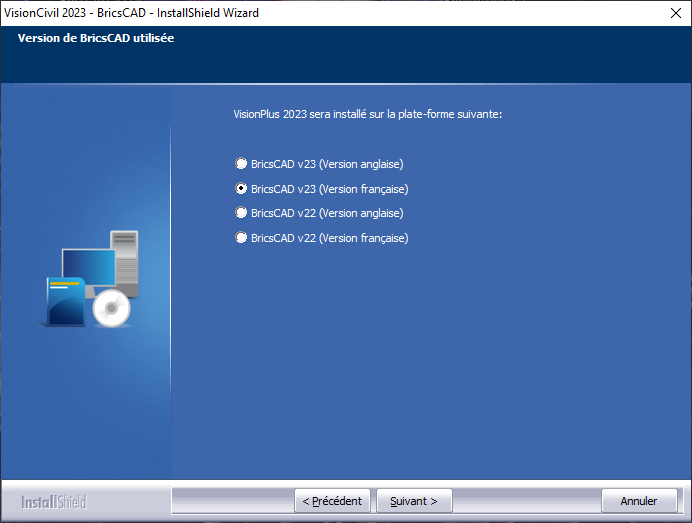 VisionCivil 2023 - BricsCAD - InstallShield Wizard
Version de BricsCAD utilisée
VisionPlus 2023 sera installé sur la plate-forme suivante:
BricsCAD v23 (Version anglaise)
BricsCAD v23 (Version française)
BricsCAD v22 (Version anglaise)
BricsCAD v22 (Version française)
InstallShield
< Précédent
Suivant >
Annuler